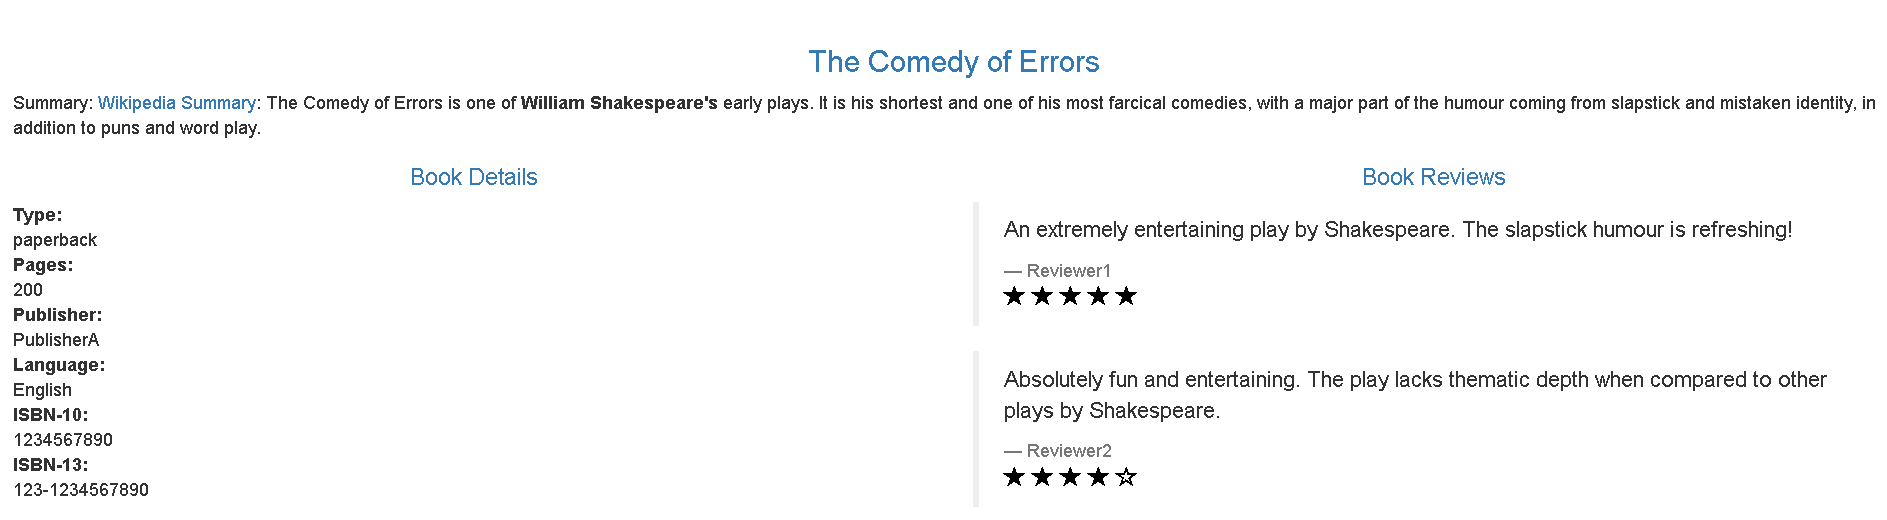 The Comedy of Errors
Summary: Wikipedia Summary: The Comedy of Errors is one of William Shakespeare's early plays. It is his shortest and one of his most farcical comedies, with a major part of the humour coming from slapstick and mistaken identity, in
addition to puns and word play.
Book Details
Type:
paperback
Pages:
200
Publisher:
PublisherA
Language:
English
ISBN-10:
1234567890
ISBN-13:
123-1234567890
Book Reviews
An extremely entertaining play by Shakespeare. The slapstick humour is refreshing!
— Reviewer1
★★★★★
Absolutely fun and entertaining. The play lacks thematic depth when compared to other
plays by Shakespeare.
— Reviewer2
★★★★☆